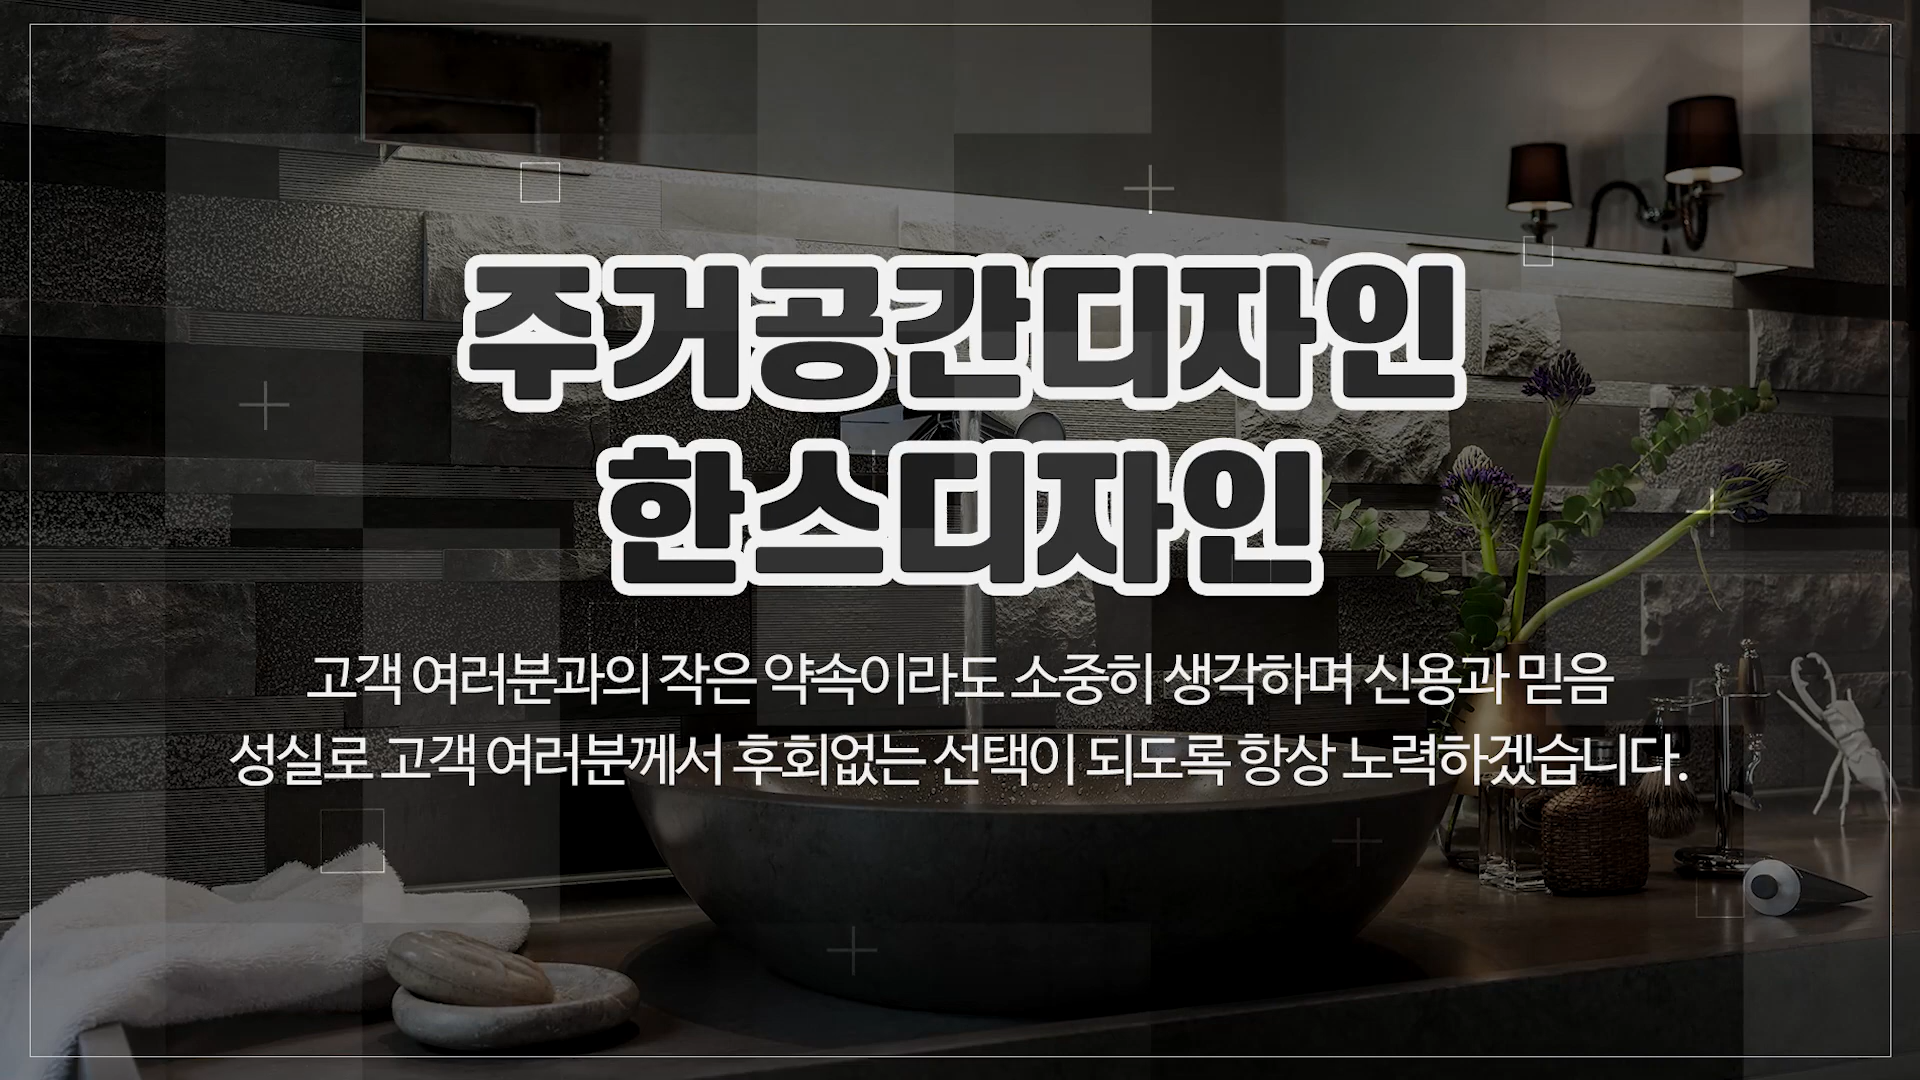 주거공간디자인
한스디자인
고객 여러분과의 작은 약속이라도 소중히 생각하며 신용과 믿음
성실로 고객 여러분께서 후회없는 선택이 되도록 항상 노력하겠습니다.